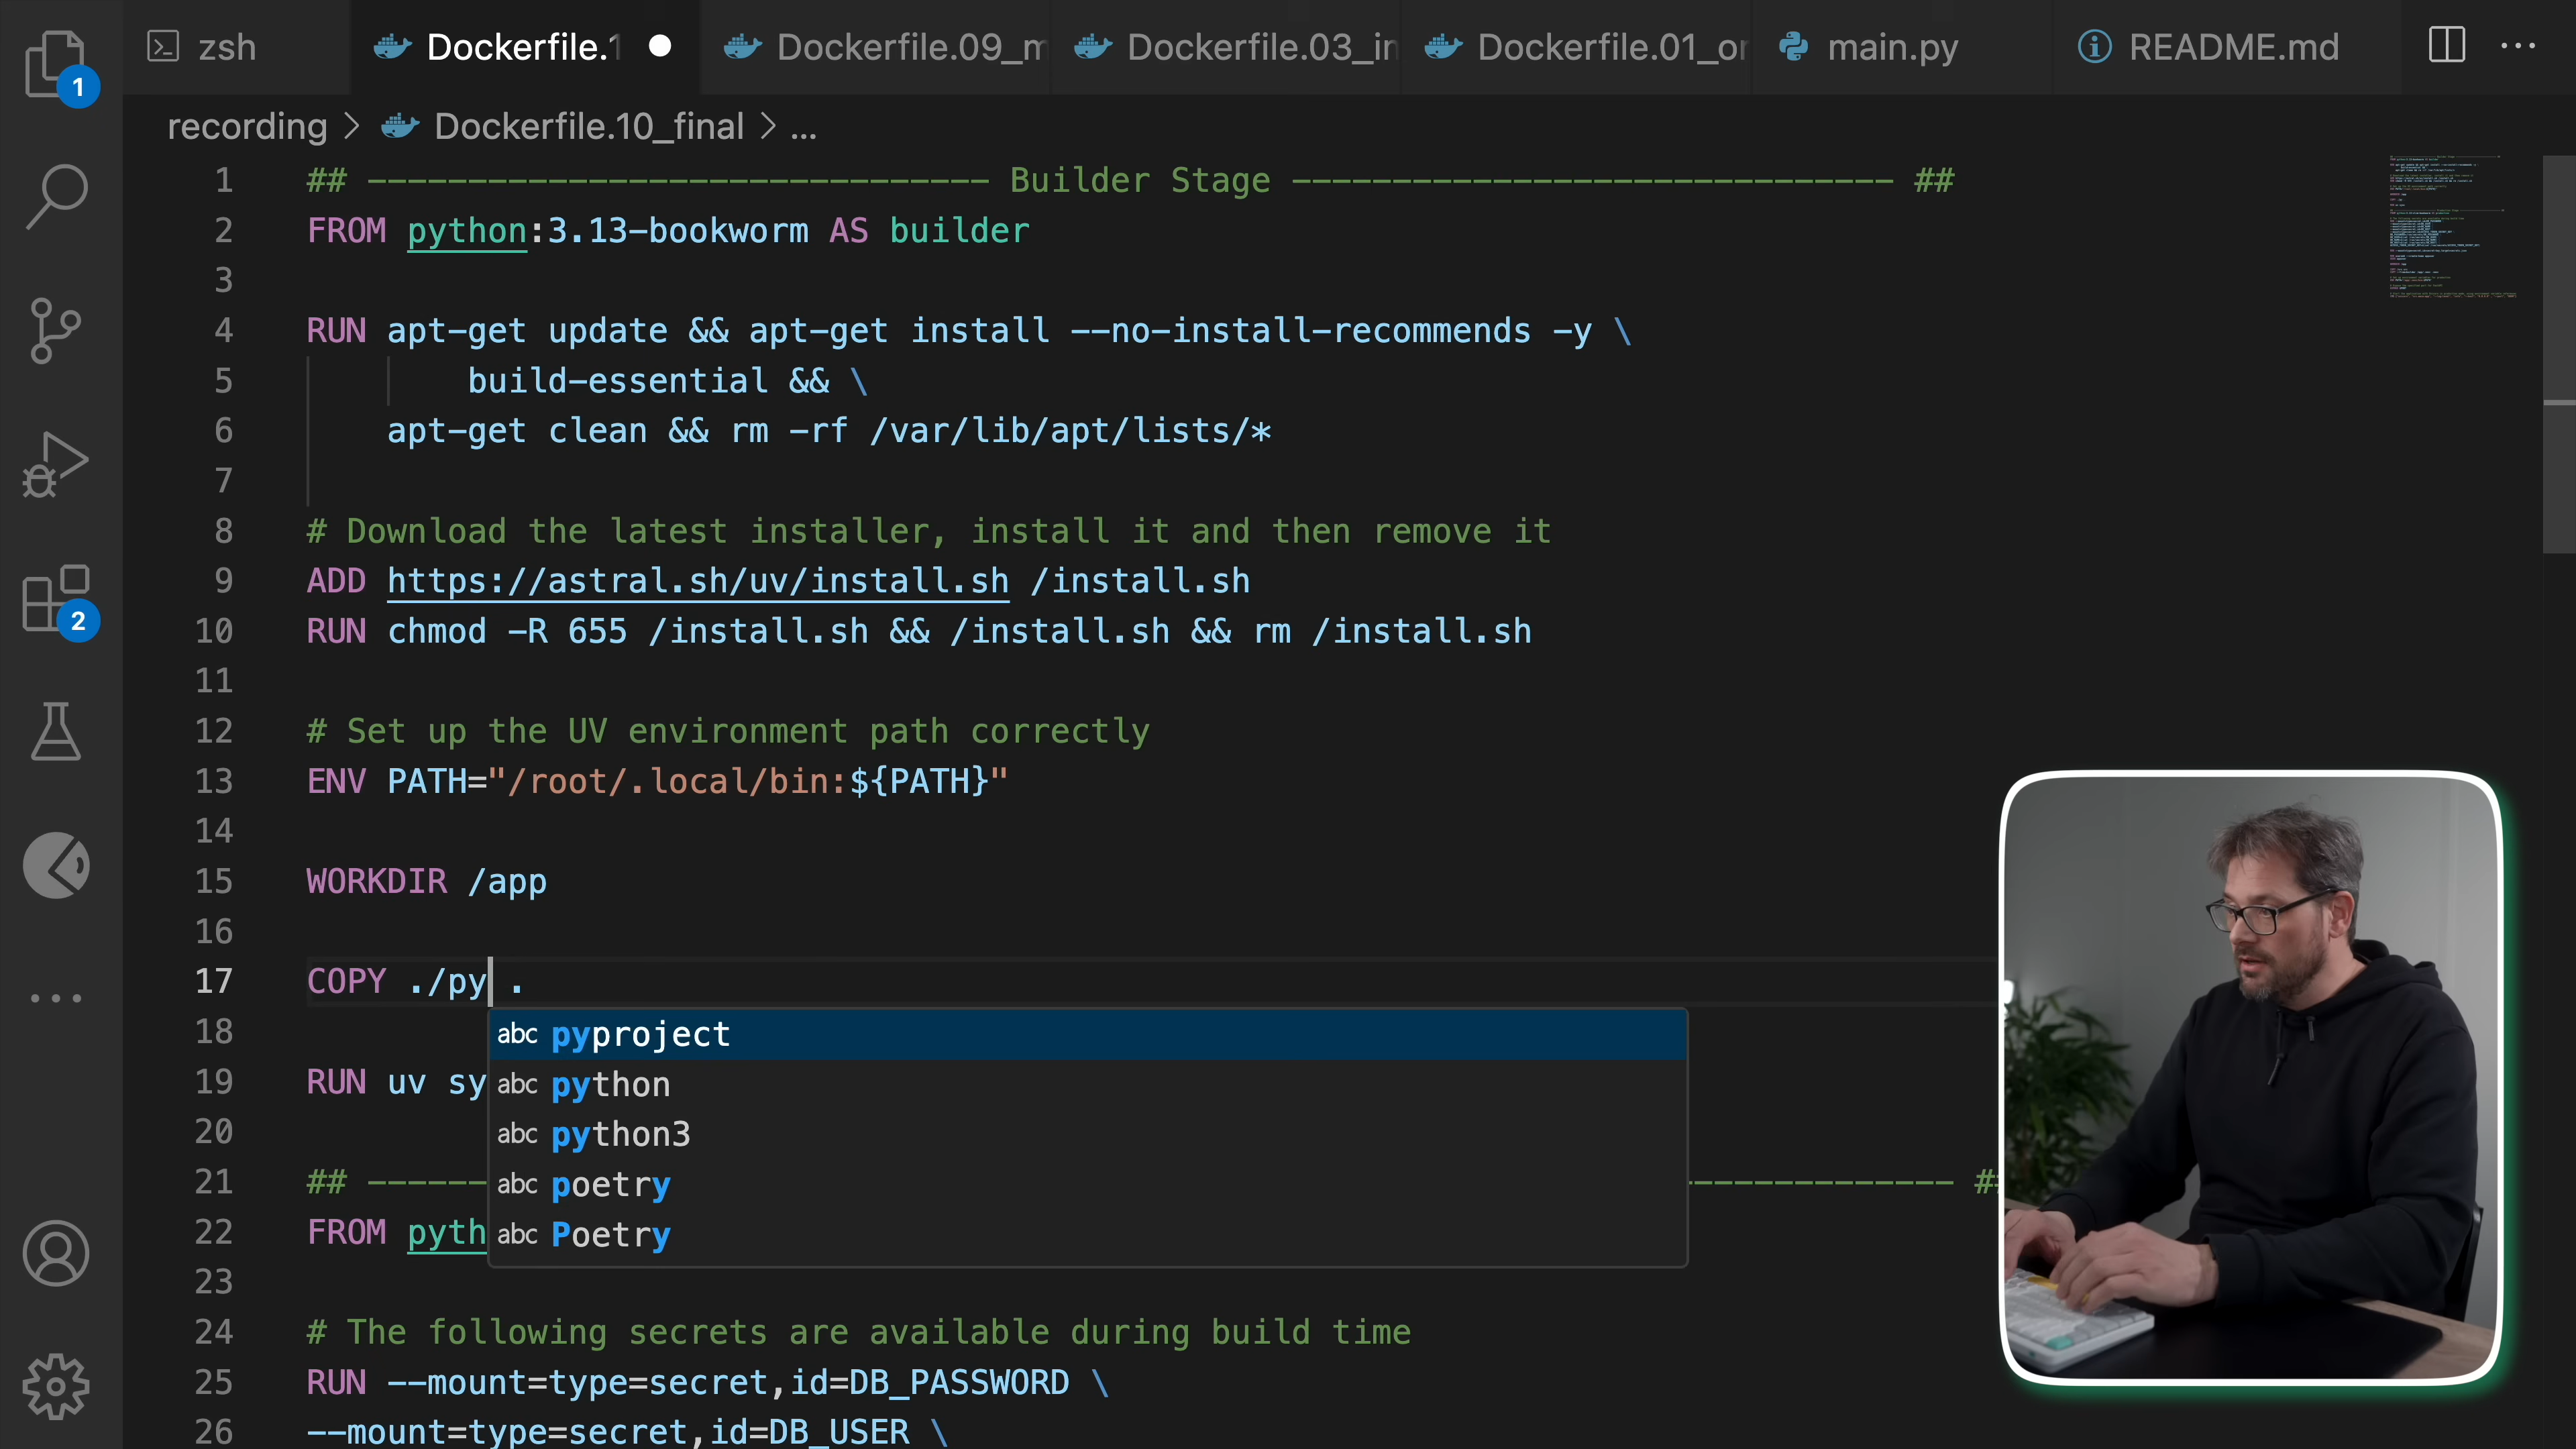 zsh
Dockerfile.1
Dockerfile.09_m
Dockerfile.03_in
Dockerfile.01_or
main.py
README.md
1
recording > Dockerfile.10_final > ...
1 ## ------------------------------- Builder Stage ------------------------------ ##
2 FROM python:3.13-bookworm AS builder
3
4 RUN apt-get update && apt-get install --no-install-recommends -y \
5 build-essential && \
6 apt-get clean && rm -rf /var/lib/apt/lists/*
7
8 # Download the latest installer, install it and then remove it
9 ADD https://astral.sh/uv/install.sh /install.sh
2
10 RUN chmod -R 655 /install.sh && /install.sh && rm /install.sh
11
12 # Set up the UV environment path correctly
13 ENV PATH="/root/.local/bin:${PATH}"
14
15 WORKDIR /app
16
17 COPY ./py .
18 abc pyproject
19 RUN uv sy abc python
20 abc python3
21 ## ------ abc poetry ------------- ##
22 FROM pyth abc Poetry
23
24 # The following secrets are available during build time
25 RUN --mount=type=secret,id=DB_PASSWORD \
26 --mount=type=secret,id=DB_USER \